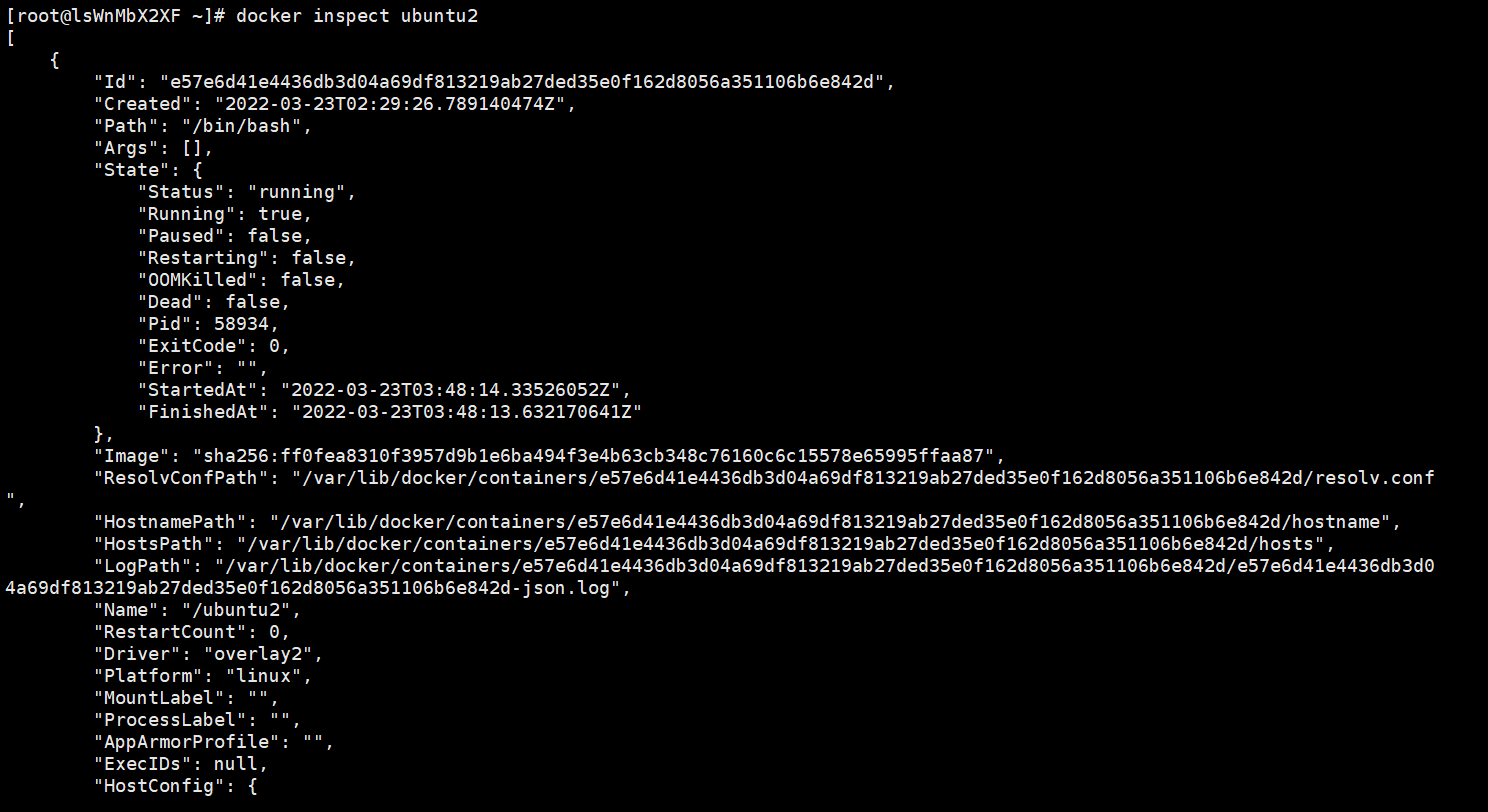 [root@lsWnMbX2XF ~]# docker inspect ubuntu2
[
    {
        "Id": "e57e6d41e4436db3d04a69df813219ab27ded35e0f162d8056a351106b6e842d",
        "Created": "2022-03-23T02:29:26.789140474Z",
        "Path": "/bin/bash",
        "Args": [],
        "State": {
            "Status": "running",
            "Running": true,
            "Paused": false,
            "Restarting": false,
            "OOMKilled": false,
            "Dead": false,
            "Pid": 58934,
            "ExitCode": 0,
            "Error": "",
            "StartedAt": "2022-03-23T03:48:14.33526052Z",
            "FinishedAt": "2022-03-23T03:48:13.632170641Z"
        },
        "Image": "sha256:ff0fea8310f3957d9b1e6ba494f3e4b63cb348c76160c6c15578e65995ffaa87",
        "ResolvConfPath": "/var/lib/docker/containers/e57e6d41e4436db3d04a69df813219ab27ded35e0f162d8056a351106b6e842d/resolv.conf
",
        "HostnamePath": "/var/lib/docker/containers/e57e6d41e4436db3d04a69df813219ab27ded35e0f162d8056a351106b6e842d/hostname",
        "HostsPath": "/var/lib/docker/containers/e57e6d41e4436db3d04a69df813219ab27ded35e0f162d8056a351106b6e842d/hosts",
        "LogPath": "/var/lib/docker/containers/e57e6d41e4436db3d04a69df813219ab27ded35e0f162d8056a351106b6e842d/e57e6d41e4436db3d0
4a69df813219ab27ded35e0f162d8056a351106b6e842d-json.log",
        "Name": "/ubuntu2",
        "RestartCount": 0,
        "Driver": "overlay2",
        "Platform": "linux",
        "MountLabel": "",
        "ProcessLabel": "",
        "AppArmorProfile": "",
        "ExecIDs": null,
        "HostConfig": {